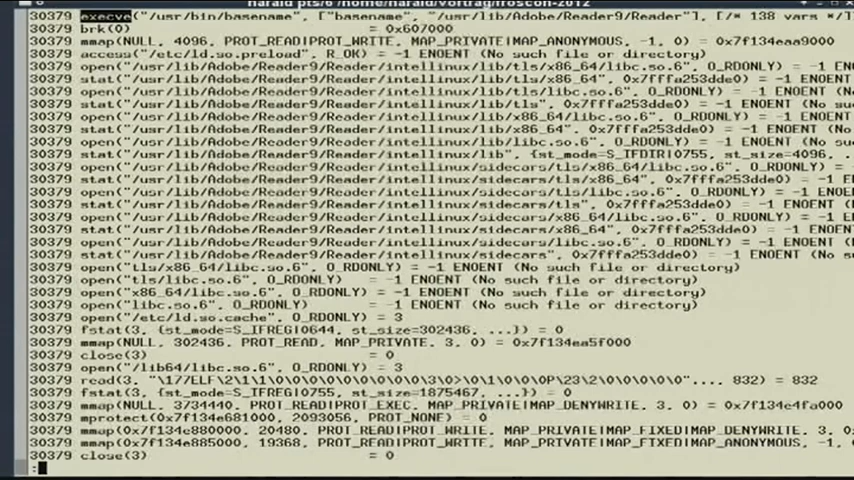 harald pts/6 /home/harald/vortrag/froscon-2012
30379 execve("/usr/bin/basename", ["basename", "/usr/lib/Adobe/Reader9/Reader"], [/* 138 vars */]
30379 brk(0) = 0x607000
30379 mmap(NULL, 4096, PROT_READ|PROT_WRITE, MAP_PRIVATE|MAP_ANONYMOUS, -1, 0) = 0x7f134eaa9000
30379 access("/etc/ld.so.preload", R_OK) = -1 ENOENT (No such file or directory)
30379 open("/usr/lib/Adobe/Reader9/Reader/intellinux/lib/tls/x86_64/libc.so.6", O_RDONLY) = -1 ENOE
30379 stat("/usr/lib/Adobe/Reader9/Reader/intellinux/lib/tls/x86_64", 0x7fffa253dde0) = -1 ENOENT (
30379 open("/usr/lib/Adobe/Reader9/Reader/intellinux/lib/tls/libc.so.6", O_RDONLY) = -1 ENOENT (No
30379 stat("/usr/lib/Adobe/Reader9/Reader/intellinux/lib/tls", 0x7fffa253dde0) = -1 ENOENT (No su
30379 open("/usr/lib/Adobe/Reader9/Reader/intellinux/lib/x86_64/libc.so.6", O_RDONLY) = -1 ENOENT
30379 stat("/usr/lib/Adobe/Reader9/Reader/intellinux/lib/x86_64", 0x7fffa253dde0) = -1 ENOENT (No
30379 open("/usr/lib/Adobe/Reader9/Reader/intellinux/lib/libc.so.6", O_RDONLY) = -1 ENOENT (No su
30379 stat("/usr/lib/Adobe/Reader9/Reader/intellinux/lib", {st_mode=S_IFDIR|0755, st_size=4096, ..
30379 open("/usr/lib/Adobe/Reader9/Reader/intellinux/sidecars/tls/x86_64/libc.so.6", O_RDONLY) = -1
30379 stat("/usr/lib/Adobe/Reader9/Reader/intellinux/sidecars/tls/x86_64", 0x7fffa253dde0) = -1 EN
30379 open("/usr/lib/Adobe/Reader9/Reader/intellinux/sidecars/tls/libc.so.6", O_RDONLY) = -1 ENOEN
30379 stat("/usr/lib/Adobe/Reader9/Reader/intellinux/sidecars/tls", 0x7fffa253dde0) = -1 ENOENT (N
30379 open("/usr/lib/Adobe/Reader9/Reader/intellinux/sidecars/x86_64/libc.so.6", O_RDONLY) = -1 EN
30379 stat("/usr/lib/Adobe/Reader9/Reader/intellinux/sidecars/x86_64", 0x7fffa253dde0) = -1 ENOENT
30379 open("/usr/lib/Adobe/Reader9/Reader/intellinux/sidecars/libc.so.6", O_RDONLY) = -1 ENOENT (N
30379 stat("/usr/lib/Adobe/Reader9/Reader/intellinux/sidecars", 0x7fffa253dde0) = -1 ENOENT (No su
30379 open("tls/x86_64/libc.so.6", O_RDONLY) = -1 ENOENT (No such file or directory)
30379 open("tls/libc.so.6", O_RDONLY) = -1 ENOENT (No such file or directory)
30379 open("x86_64/libc.so.6", O_RDONLY) = -1 ENOENT (No such file or directory)
30379 open("libc.so.6", O_RDONLY) = -1 ENOENT (No such file or directory)
30379 open("/etc/ld.so.cache", O_RDONLY) = 3
30379 fstat(3, {st_mode=S_IFREG|0644, st_size=302436, ...}) = 0
30379 mmap(NULL, 302436, PROT_READ, MAP_PRIVATE, 3, 0) = 0x7f134ea5f000
30379 close(3) = 0
30379 open("/lib64/libc.so.6", O_RDONLY) = 3
30379 read(3, "\177ELF\2\1\1\0\0\0\0\0\0\0\0\0\3\0>\0\1\0\0\0P\23\2\0\0\0\0\0"..., 832) = 832
30379 fstat(3, {st_mode=S_IFREG|0755, st_size=1875467, ...}) = 0
30379 mmap(NULL, 3734440, PROT_READ|PROT_EXEC, MAP_PRIVATE|MAP_DENYWRITE, 3, 0) = 0x7f134e4fa000
30379 mprotect(0x7f134e681000, 2093056, PROT_NONE) = 0
30379 mmap(0x7f134e880000, 20480, PROT_READ|PROT_WRITE, MAP_PRIVATE|MAP_FIXED|MAP_DENYWRITE, 3, 0
30379 mmap(0x7f134e885000, 19368, PROT_READ|PROT_WRITE, MAP_PRIVATE|MAP_FIXED|MAP_ANONYMOUS, -1,
30379 close(3) = 0
: